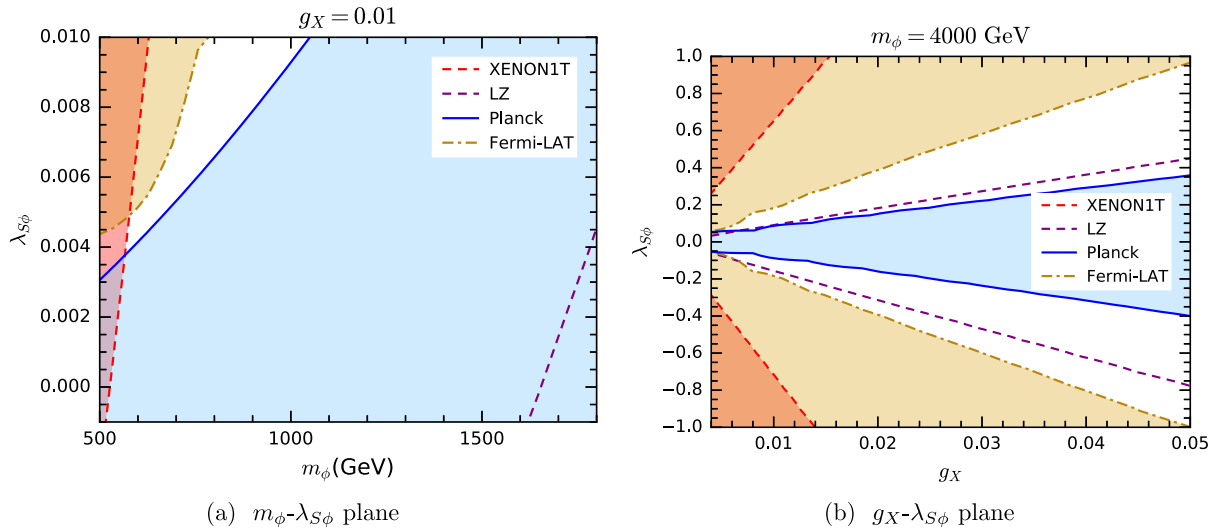 g_X = 0.01
0.010
0.008
0.006
0.004
0.002
0.000
λ_Sϕ
XENON1T
LZ
Planck
Fermi-LAT
500
1000
1500
m_ϕ(GeV)
(a) m_ϕ-λ_Sϕ plane
m_ϕ = 4000 GeV
1.0
0.8
0.6
0.4
0.2
0.0
−0.2
−0.4
−0.6
−0.8
−1.0
λ_Sϕ
XENON1T
LZ
Planck
Fermi-LAT
0.01
0.02
0.03
0.04
0.05
g_X
(b) g_X-λ_Sϕ plane